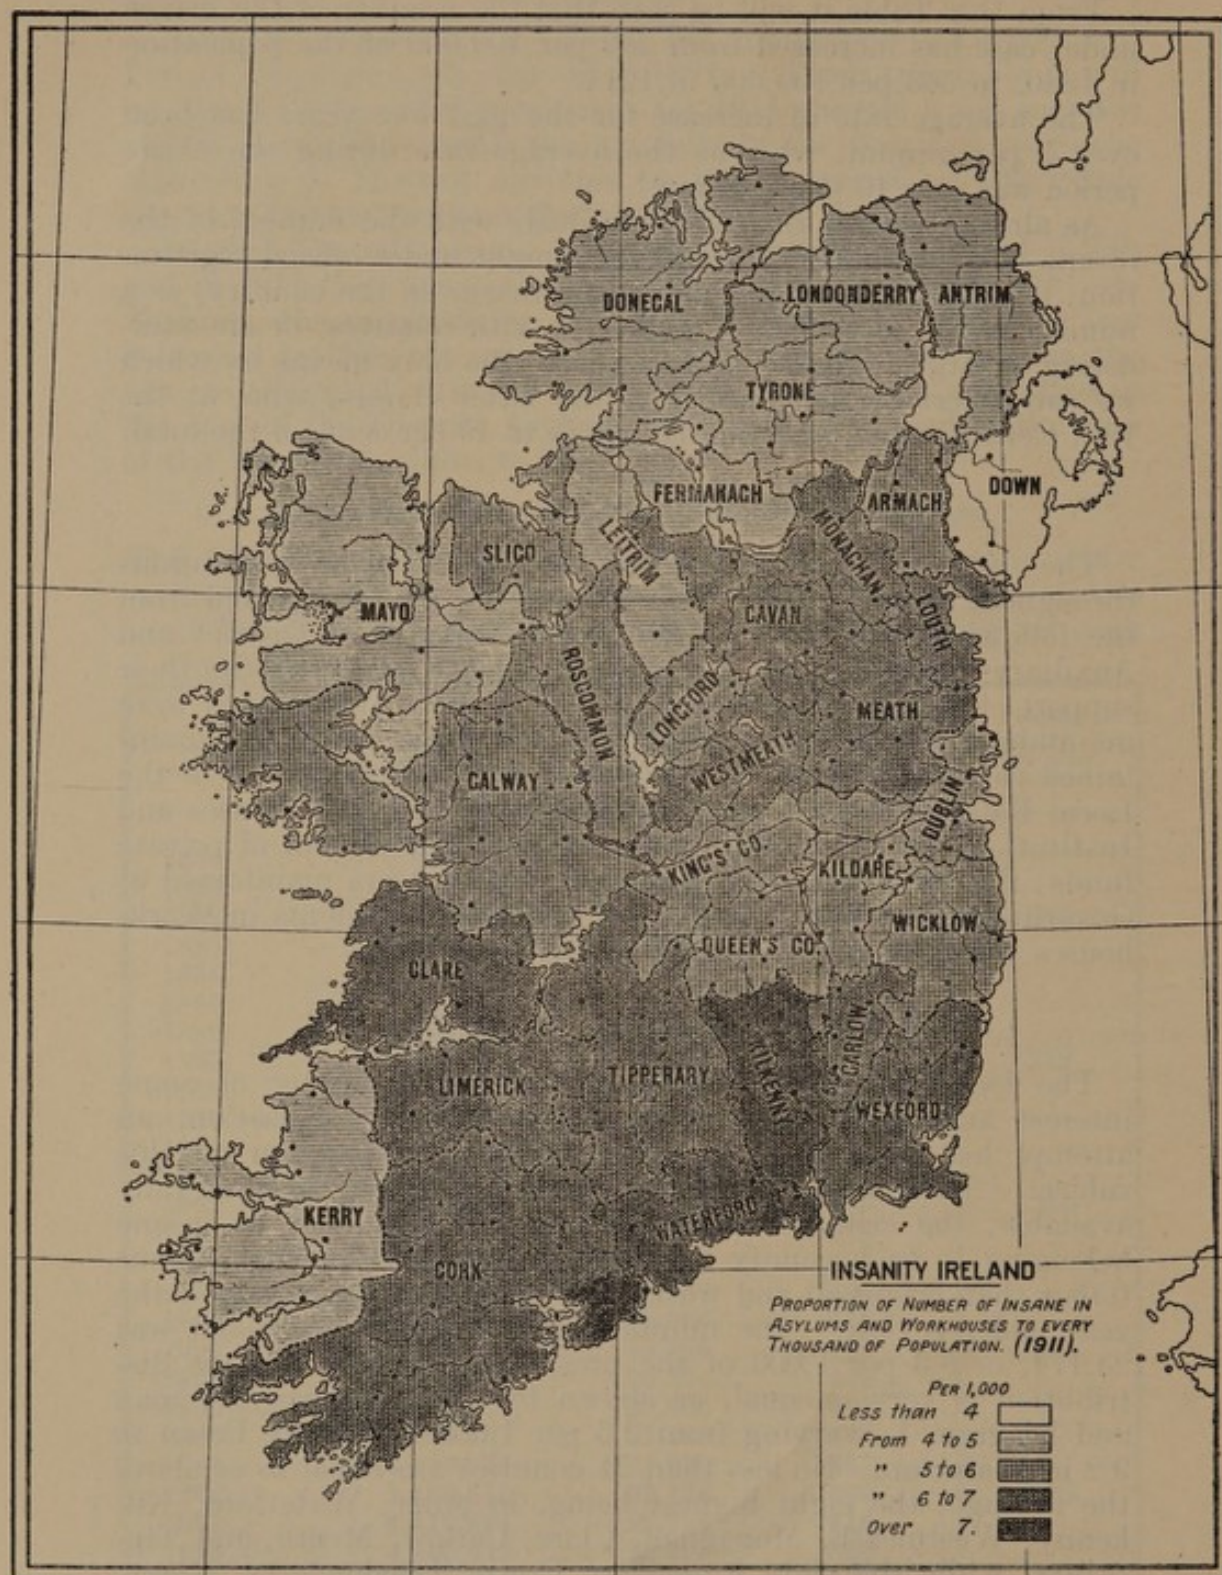 DONEGAL
LONDONDERRY
ANTRIM
TYRONE
FERMANAGH
ARMAGH
DOWN
MONAGHAN
LEITRIM
SLIGO
MAYO
CAVAN
LOUTH
ROSCOMMON
LONGFORD
MEATH
WESTMEATH
GALWAY
DUBLIN
KING'S CO.
KILDARE
WICKLOW
QUEEN'S CO.
CLARE
CARLOW
LIMERICK
TIPPERARY
KILKENNY
WEXFORD
KERRY
WATERFORD
CORK
INSANITY IRELAND
PROPORTION OF NUMBER OF INSANE IN
ASYLUMS AND WORKHOUSES TO EVERY
THOUSAND OF POPULATION. (1911).
PER 1,000
Less than 4
From 4 to 5
" 5 to 6
" 6 to 7
Over 7.